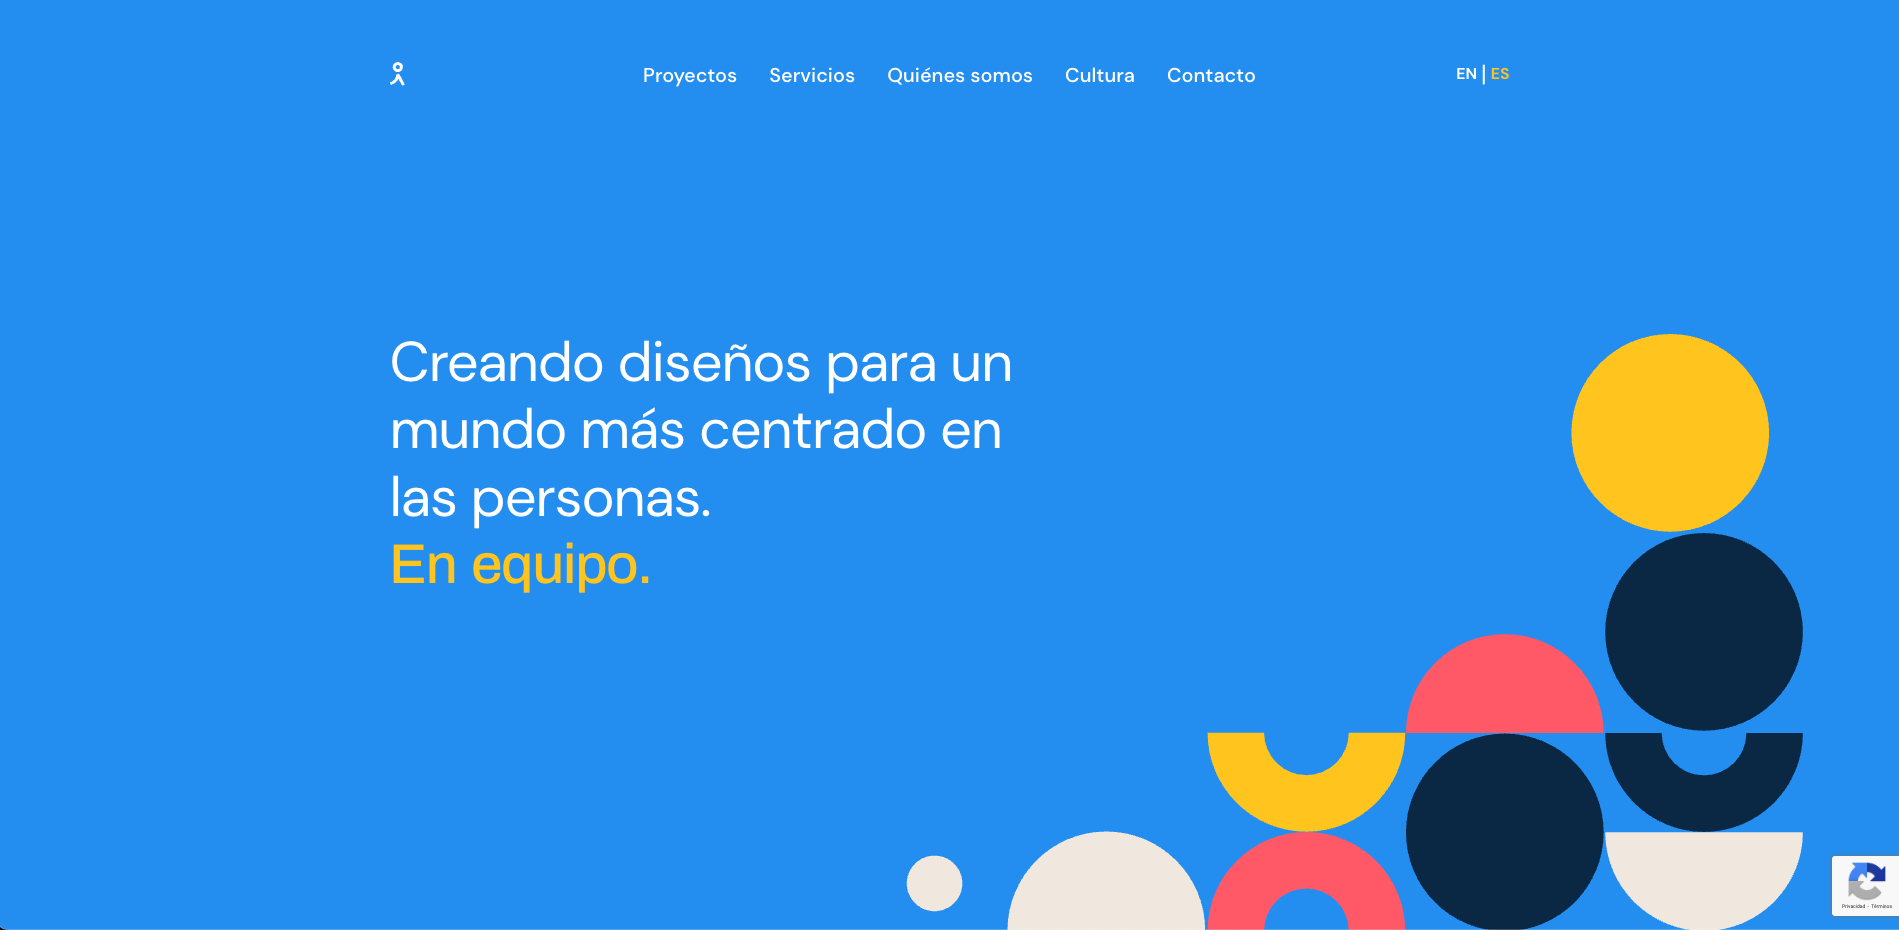 Proyectos Servicios Quiénes somos Cultura Contacto EN | ES
Creando diseños para un
mundo más centrado en
las personas.
En equipo.
Privacidad - Términos